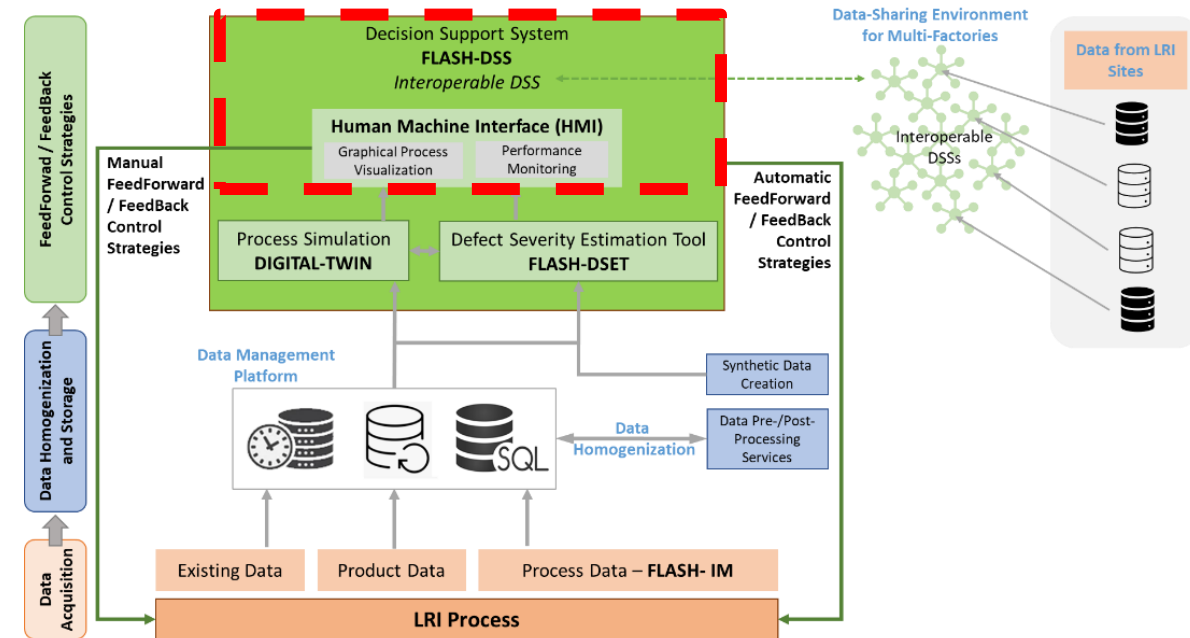 FeedForwad / FeedBack
Control Strategies
Data Homogenization
and Storage
Data
Acquisition
Manual
FeedForward
/ FeedBack
Control
Strategies
Decision Support System
FLASH-DSS
Interoperable DSS
Human Machine Interface (HMI)
Graphical Process
Visualization
Performance
Monitoring
Process Simulation
DIGITAL-TWIN
Defect Severity Estimation Tool
FLASH-DSET
Automatic
FeedForward
/ FeedBack
Control
Strategies
Data-Sharing Environment
for Multi-Factories
Interoperable
DSSs
Data from LRI
Sites
Data Management
Platform
SQL
Data
Homogenization
Synthetic Data
Creation
Data Pre-/Post-
Processing
Services
Existing Data
Product Data
Process Data – FLASH- IM
LRI Process